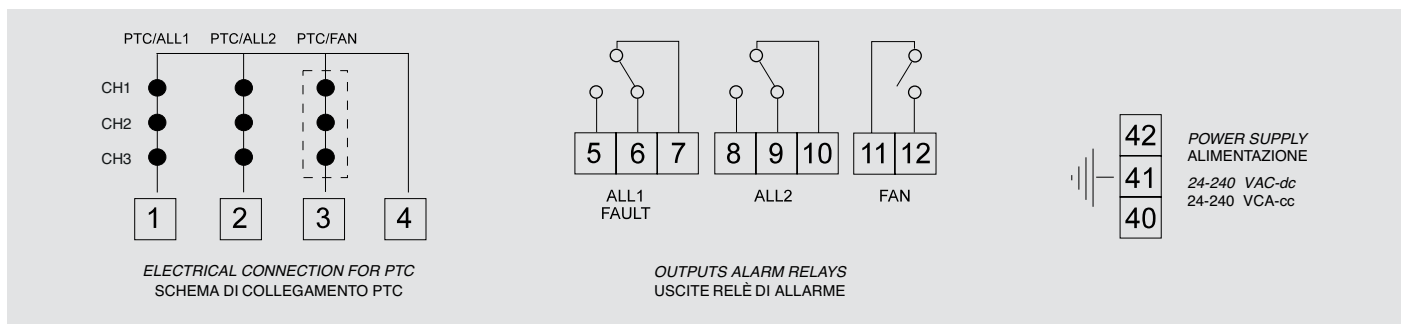 PTC/ALL1 PTC/ALL2 PTC/FAN
CH1
CH2
CH3
1 2 3 4
ELECTRICAL CONNECTION FOR PTC
SCHEMA DI COLLEGAMENTO PTC
5 6 7 8 9 10 11 12
ALL1
FAULT
ALL2
FAN
OUTPUTS ALARM RELAYS
USCITE RELÈ DI ALLARME
42
41
40
POWER SUPPLY
ALIMENTAZIONE
24-240 VAC-dc
24-240 VCA-cc